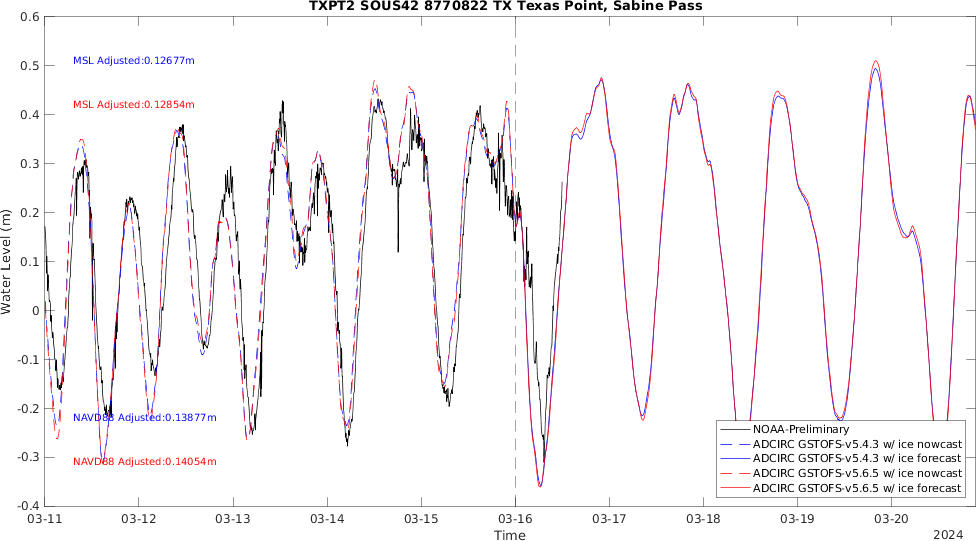 TXPT2 SOUS42 8770822 TX Texas Point, Sabine Pass
Water Level (m)
0.6
0.5
0.4
0.3
0.2
0.1
0
-0.1
-0.2
-0.3
-0.4
MSL Adjusted:0.12677m
MSL Adjusted:0.12854m
NAVD88 Adjusted:0.13877m
NAVD88 Adjusted:0.14054m
NOAA-Preliminary
ADCIRC GSTOFS-v5.4.3 w/ ice nowcast
ADCIRC GSTOFS-v5.4.3 w/ ice forecast
ADCIRC GSTOFS-v5.6.5 w/ ice nowcast
ADCIRC GSTOFS-v5.6.5 w/ ice forecast
03-11 03-12 03-13 03-14 03-15 03-16 03-17 03-18 03-19 03-20
Time
2024